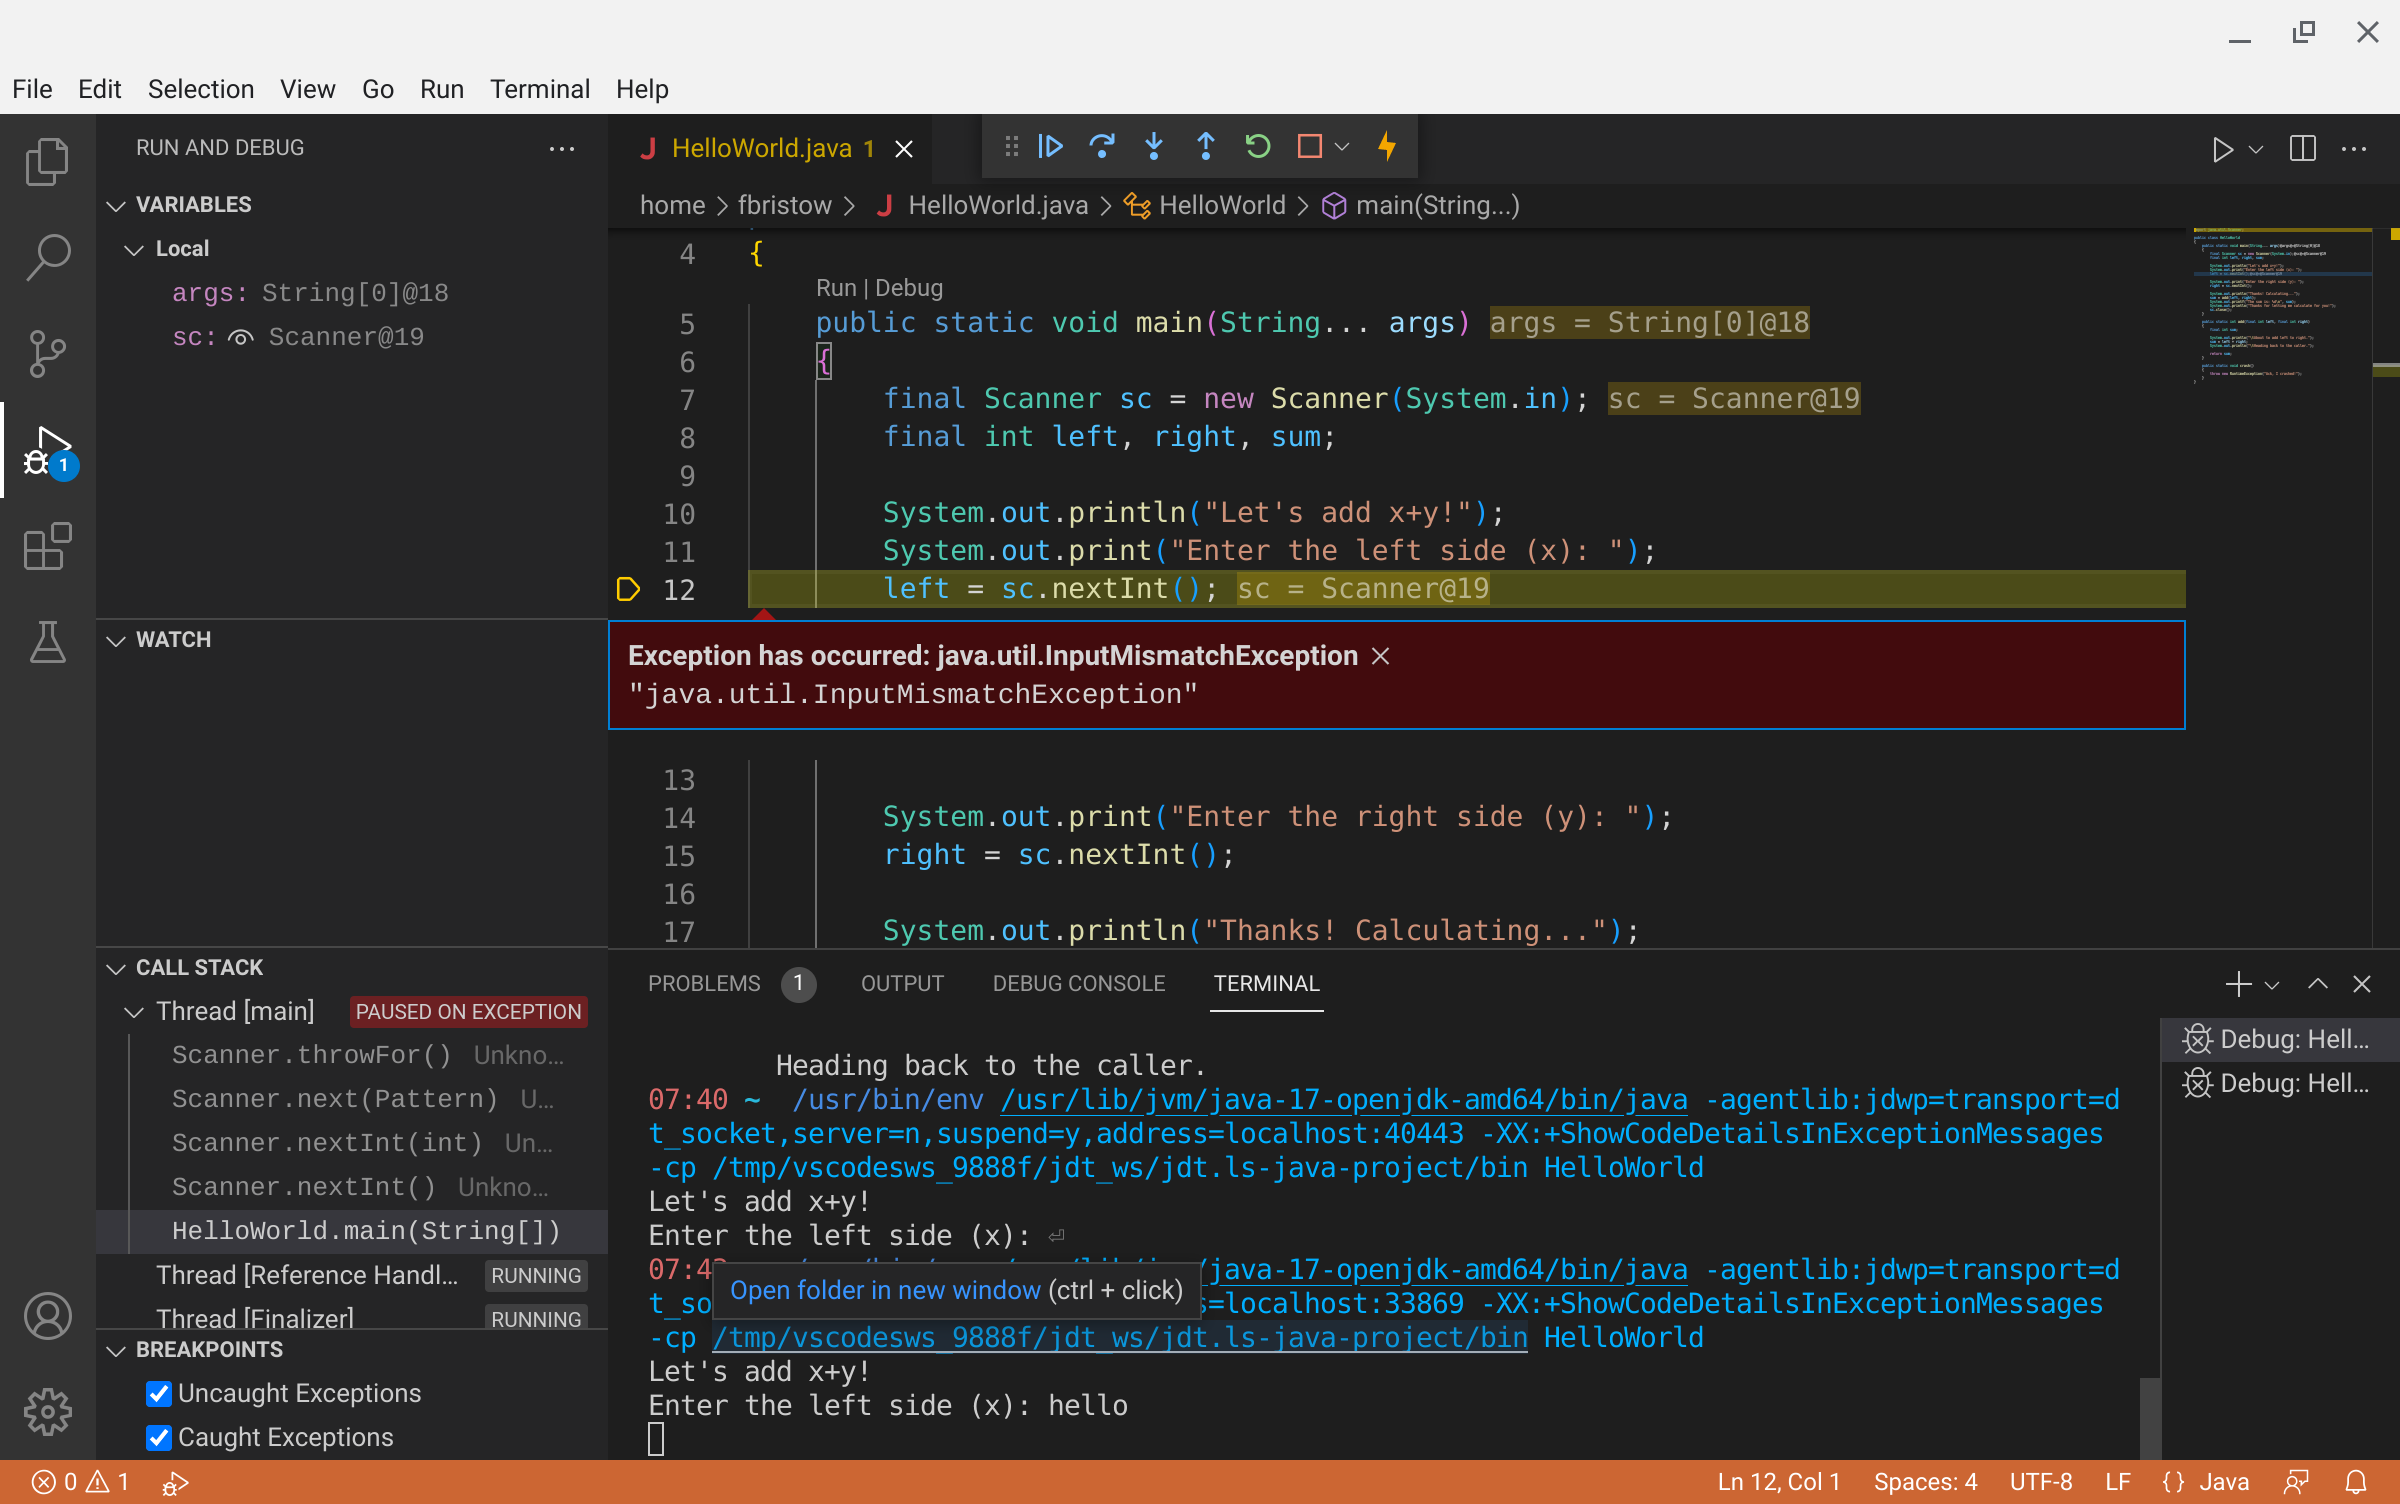 File Edit Selection View Go Run Terminal Help
RUN AND DEBUG
VARIABLES
Local
args: String[0]@18
sc: Scanner@19
WATCH
CALL STACK
Thread [main] PAUSED ON EXCEPTION
Scanner.throwFor() Unkno...
Scanner.next(Pattern) U...
Scanner.nextInt(int) Un...
Scanner.nextInt() Unkno...
HelloWorld.main(String[])
Thread [Reference Handl... RUNNING
Thread [Finalizer] RUNNING
BREAKPOINTS
Uncaught Exceptions
Caught Exceptions
1
J HelloWorld.java 1
home > fbristow > J HelloWorld.java > HelloWorld > main(String...)
4 {
Run | Debug
5 public static void main(String... args) args = String[0]@18
6 {
7 final Scanner sc = new Scanner(System.in); sc = Scanner@19
8 final int left, right, sum;
9
10 System.out.println("Let's add x+y!");
11 System.out.print("Enter the left side (x): ");
12 left = sc.nextInt(); sc = Scanner@19
Exception has occurred: java.util.InputMismatchException
"java.util.InputMismatchException"
13
14 System.out.print("Enter the right side (y): ");
15 right = sc.nextInt();
16
17 System.out.println("Thanks! Calculating...");
PROBLEMS 1 OUTPUT DEBUG CONSOLE TERMINAL
Heading back to the caller.
07:40 ~ /usr/bin/env /usr/lib/jvm/java-17-openjdk-amd64/bin/java -agentlib:jdwp=transport=d
t_socket,server=n,suspend=y,address=localhost:40443 -XX:+ShowCodeDetailsInExceptionMessages
-cp /tmp/vscodesws_9888f/jdt_ws/jdt.ls-java-project/bin HelloWorld
Let's add x+y!
Enter the left side (x): ⏎
07:4 /java-17-openjdk-amd64/bin/java -agentlib:jdwp=transport=d
t_so s=localhost:33869 -XX:+ShowCodeDetailsInExceptionMessages
Open folder in new window (ctrl + click)
-cp /tmp/vscodesws_9888f/jdt_ws/jdt.ls-java-project/bin HelloWorld
Let's add x+y!
Enter the left side (x): hello
Debug: Hell...
Debug: Hell...
0 1 Ln 12, Col 1 Spaces: 4 UTF-8 LF {} Java